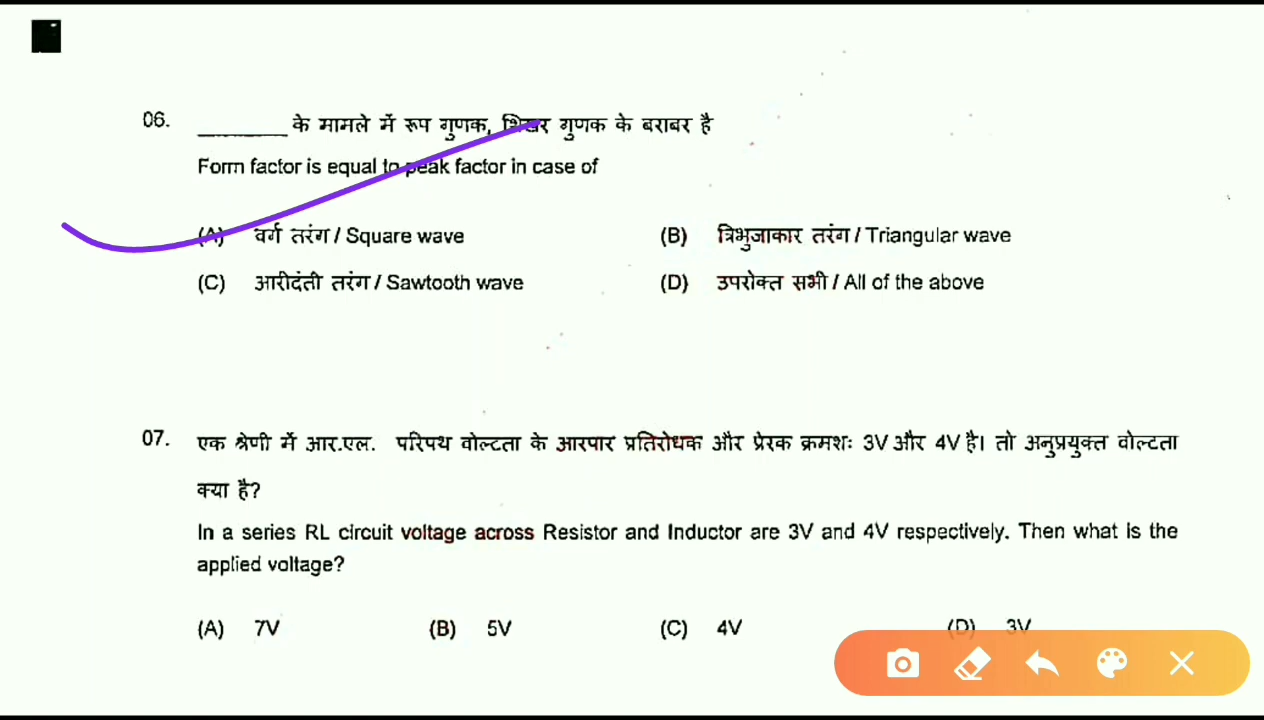 06. ________ के मामले में रूप गुणक, शिखर गुणक के बराबर है
Form factor is equal to peak factor in case of
(A) वर्ग तरंग / Square wave (B) त्रिभुजाकार तरंग / Triangular wave
(C) आरीदंती तरंग / Sawtooth wave (D) उपरोक्त सभी / All of the above
07. एक श्रेणी में आर.एल. परिपथ वोल्टता के आरपार प्रतिरोधक और प्रेरक क्रमशः 3V और 4V है। तो अनुप्रयुक्त वोल्टता
क्या है?
In a series RL circuit voltage across Resistor and Inductor are 3V and 4V respectively. Then what is the
applied voltage?
(A) 7V (B) 5V (C) 4V (D) 3V